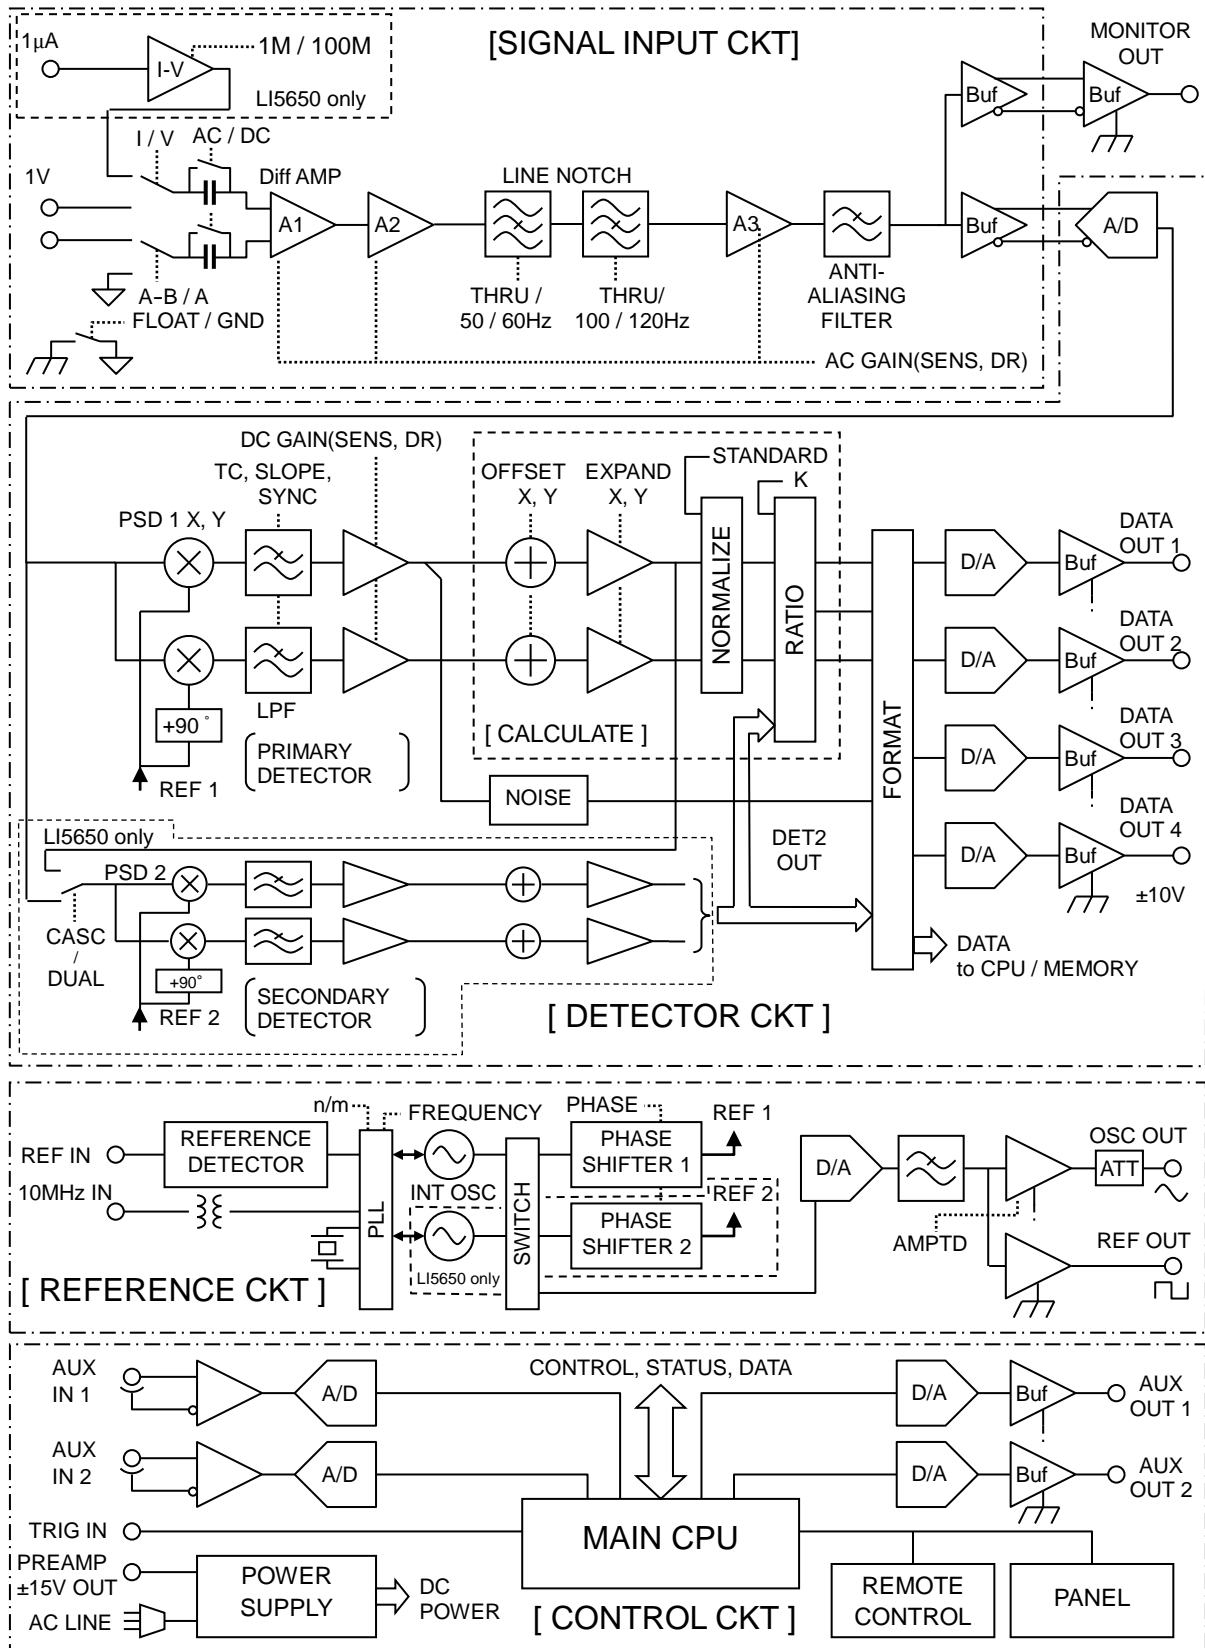 1μA
I-V
1M / 100M
LI5650 only
[SIGNAL INPUT CKT]
MONITOR
OUT
Buf
Buf
I / V
AC / DC
1V
Diff AMP
LINE NOTCH
A1
A2
A3
Buf
A/D
A-B / A
FLOAT / GND
THRU /
50 / 60Hz
THRU/
100 / 120Hz
ANTI-
ALIASING
FILTER
AC GAIN(SENS, DR)
DC GAIN(SENS, DR)
TC, SLOPE,
SYNC
PSD 1 X, Y
OFFSET
X, Y
EXPAND
X, Y
STANDARD
K
NORMALIZE
RATIO
FORMAT
D/A
Buf
DATA
OUT 1
D/A
Buf
DATA
OUT 2
D/A
Buf
DATA
OUT 3
D/A
Buf
DATA
OUT 4
±10V
+90°
LPF
[ CALCULATE ]
PRIMARY
DETECTOR
REF 1
NOISE
LI5650 only
DET2
OUT
PSD 2
CASC
/
DUAL
+90°
REF 2
SECONDARY
DETECTOR
DATA
to CPU / MEMORY
[ DETECTOR CKT ]
n/m
FREQUENCY
PHASE
REF 1
REF IN
REFERENCE
DETECTOR
PHASE
SHIFTER 1
D/A
OSC OUT
ATT
10MHz IN
INT OSC
REF 2
PLL
SWITCH
PHASE
SHIFTER 2
AMPTD
REF OUT
LI5650 only
[ REFERENCE CKT ]
AUX
IN 1
A/D
CONTROL, STATUS, DATA
D/A
Buf
AUX
OUT 1
AUX
IN 2
A/D
D/A
Buf
AUX
OUT 2
TRIG IN
MAIN CPU
PREAMP
±15V OUT
POWER
SUPPLY
DC
POWER
AC LINE
REMOTE
CONTROL
PANEL
[ CONTROL CKT ]